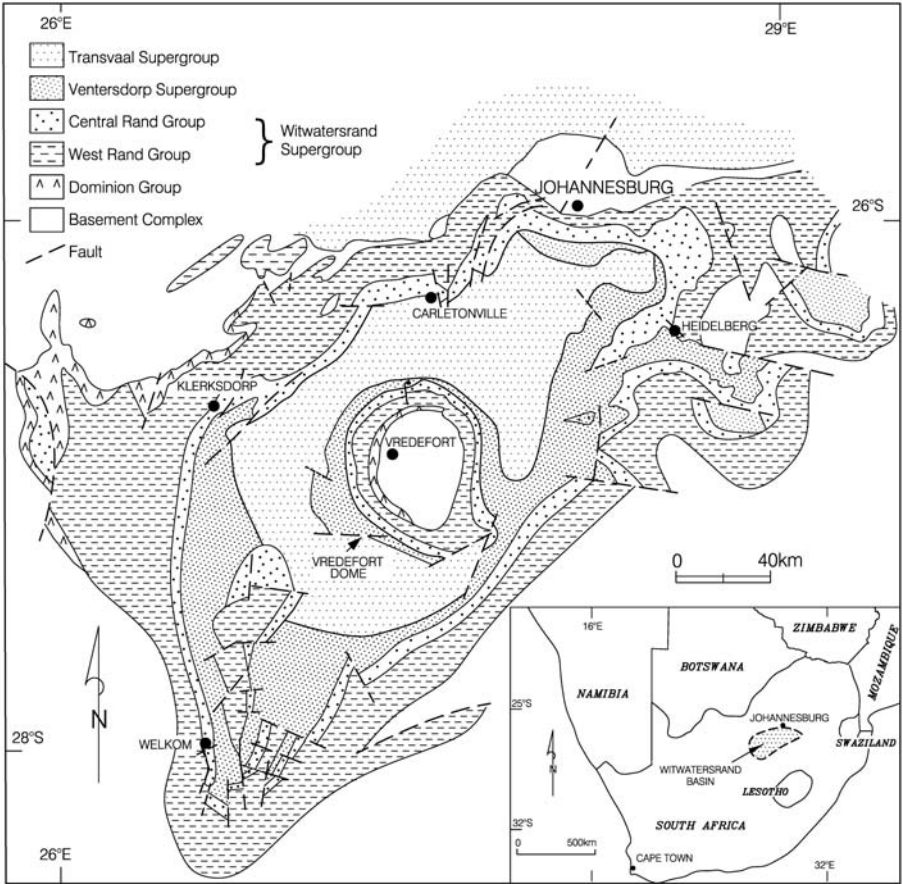 26°E
29°E
Transvaal Supergroup
Ventersdorp Supergroup
Central Rand Group
West Rand Group
Witwatersrand
Supergroup
Dominion Group
Basement Complex
Fault
JOHANNESBURG
26°S
CARLETONVILLE
HEIDELBERG
KLERKSDORP
VREDEFORT
VREDEFORT
DOME
0 40km
N
28°S
WELKOM
26°E
16°E
ZIMBABWE
MOZAMBIQUE
BOTSWANA
NAMIBIA
25°S
JOHANNESBURG
SWAZILAND
N
WITWATERSRAND
BASIN
LESOTHO
32°S
SOUTH AFRICA
0 500km
CAPE TOWN
32°E